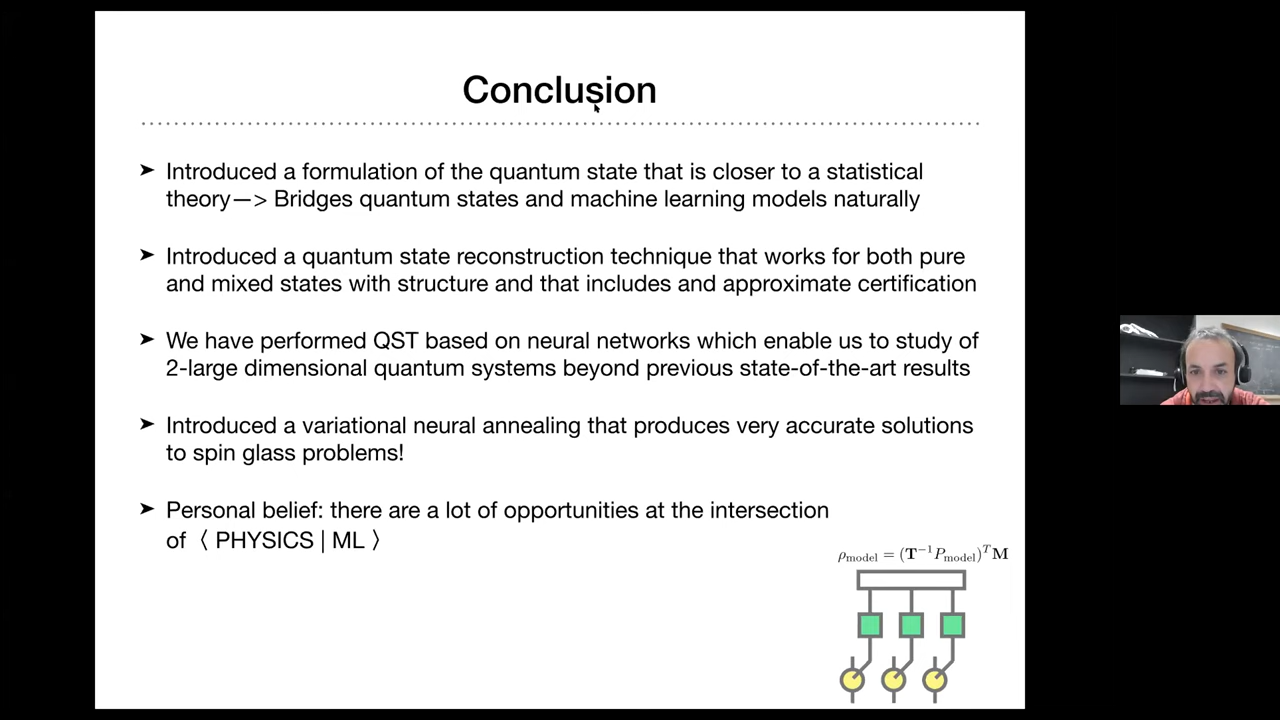 Conclusion
➤ Introduced a formulation of the quantum state that is closer to a statistical
theory—> Bridges quantum states and machine learning models naturally
➤ Introduced a quantum state reconstruction technique that works for both pure
and mixed states with structure and that includes and approximate certification
➤ We have performed QST based on neural networks which enable us to study of
2-large dimensional quantum systems beyond previous state-of-the-art results
➤ Introduced a variational neural annealing that produces very accurate solutions
to spin glass problems!
➤ Personal belief: there are a lot of opportunities at the intersection
of ⟨ PHYSICS | ML ⟩
ρ_model = (T⁻¹P_model)ᵀM